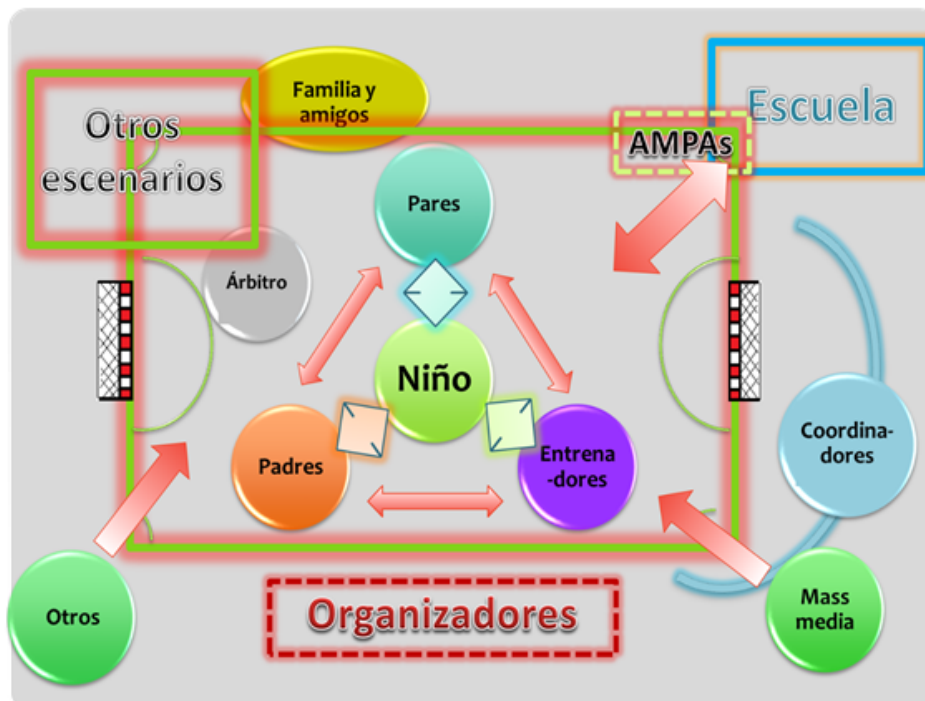 Familia y
amigos
Otros
escenarios
Escuela
AMPAs
Pares
Árbitro
Niño
Padres
Entrena
-dores
Coordina-
dores
Otros
Organizadores
Mass
media